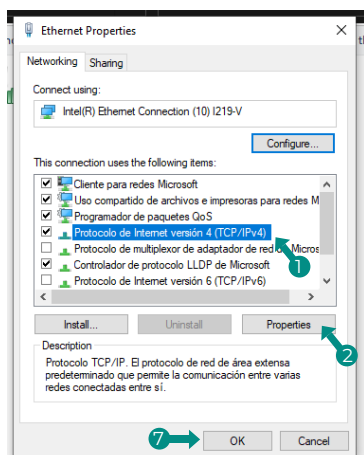 Ethernet Properties
Networking
Sharing
Connect using:
Intel(R) Ethernet Connection (10) I219-V
Configure...
This connection uses the following items:
Cliente para redes Microsoft
Uso compartido de archivos e impresoras para redes M
Programador de paquetes QoS
Protocolo de Internet versión 4 (TCP/IPv4)
Protocolo de multiplexor de adaptador de red de Micros
Controlador de protocolo LLDP de Microsoft
Protocolo de Internet versión 6 (TCP/IPv6)
1
Install...
Uninstall
Properties
2
Description
Protocolo TCP/IP. El protocolo de red de área extensa
predeterminado que permite la comunicación entre varias
redes conectadas entre sí.
7
OK
Cancel